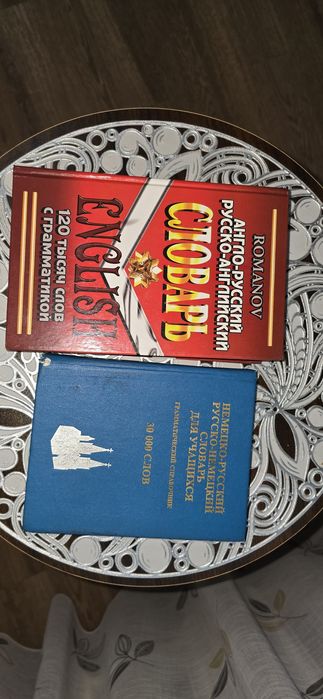 ROMANOV
АНГЛО-РУССКИЙ
РУССКО-АНГЛИЙСКИЙ
СЛОВАРЬ
ENGLISH
120 ТЫСЯЧ СЛОВ
С ГРАММАТИКОЙ
НЕМЕЦКО-РУССКИЙ
РУССКО-НЕМЕЦКИЙ
СЛОВАРЬ
ДЛЯ УЧАЩИХСЯ
ГРАММАТИЧЕСКИЙ СПРАВОЧНИК
30 000 СЛОВ